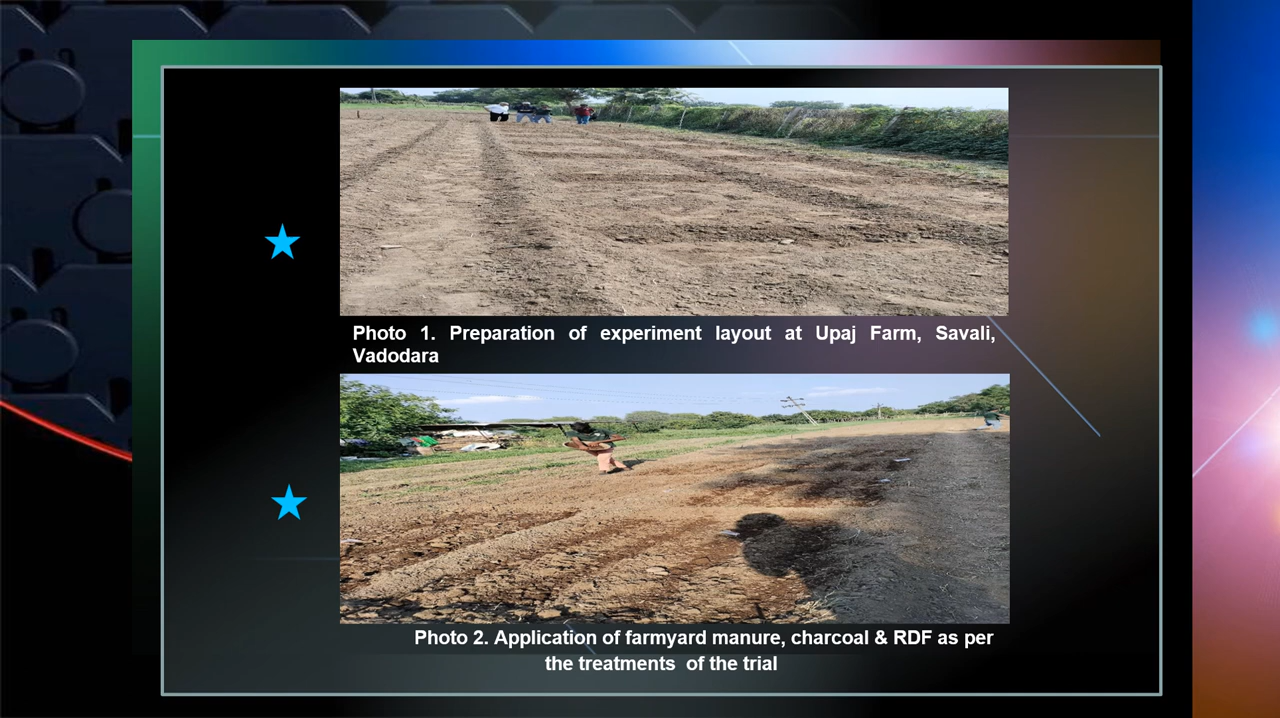 Photo 1. Preparation of experiment layout at Upaj Farm, Savali,
Vadodara
Photo 2. Application of farmyard manure, charcoal & RDF as per
the treatments of the trial